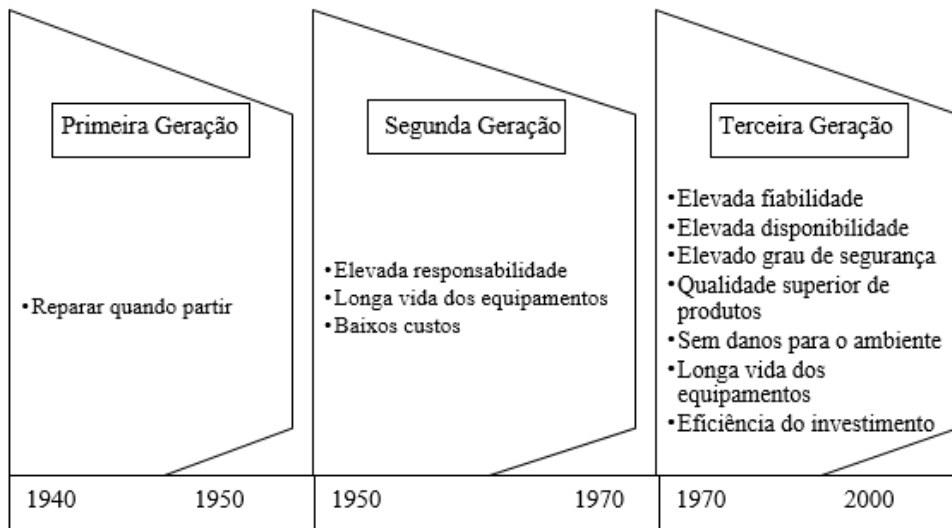 Primeira Geração
•Reparar quando partir
1940 1950
Segunda Geração
•Elevada responsabilidade
•Longa vida dos equipamentos
•Baixos custos
1950 1970
Terceira Geração
•Elevada fiabilidade
•Elevada disponibilidade
•Elevado grau de segurança
•Qualidade superior de
produtos
•Sem danos para o ambiente
•Longa vida dos
equipamentos
•Eficiência do investimento
1970 2000